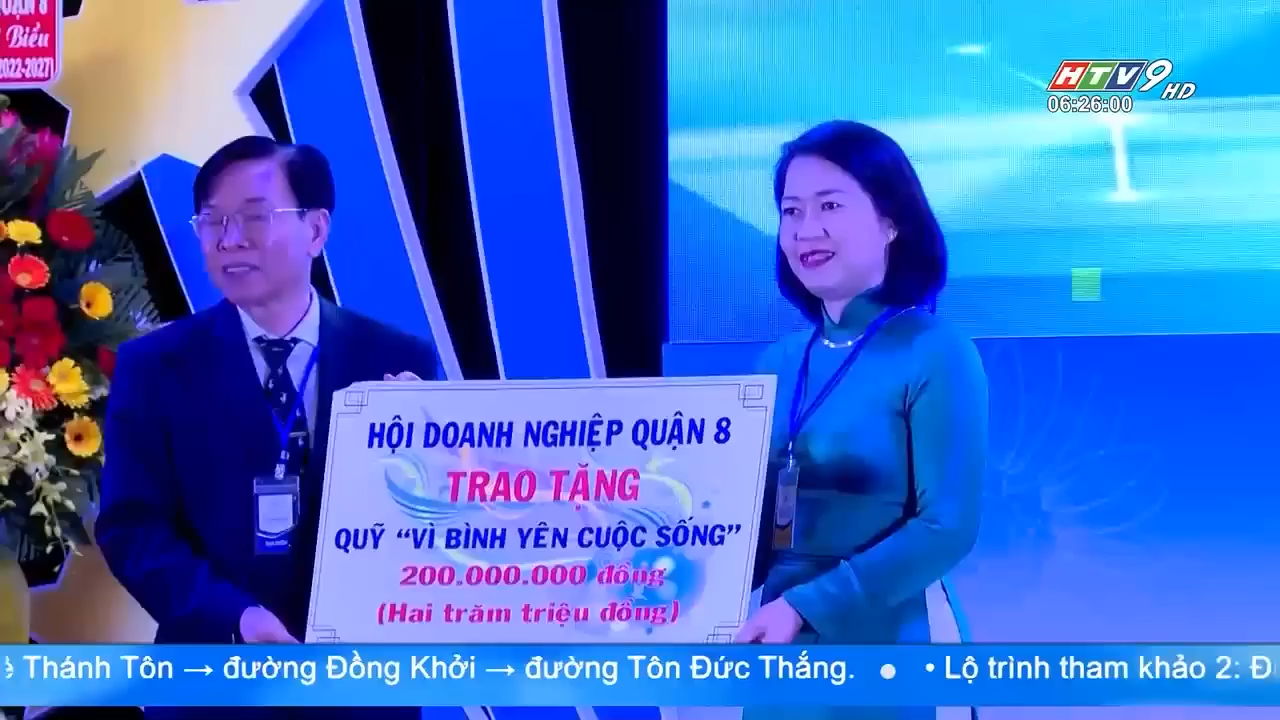 QUẬN 8
Biểu
2022-2027)
HTV9 HD
06:26:00
HỘI DOANH NGHIỆP QUẬN 8
TRAO TẶNG
QUỸ “VÌ BÌNH YÊN CUỘC SỐNG”
200.000.000 đồng
(Hai trăm triệu đồng)
Thánh Tôn → đường Đồng Khởi → đường Tôn Đức Thắng. ● • Lộ trình tham khảo 2: